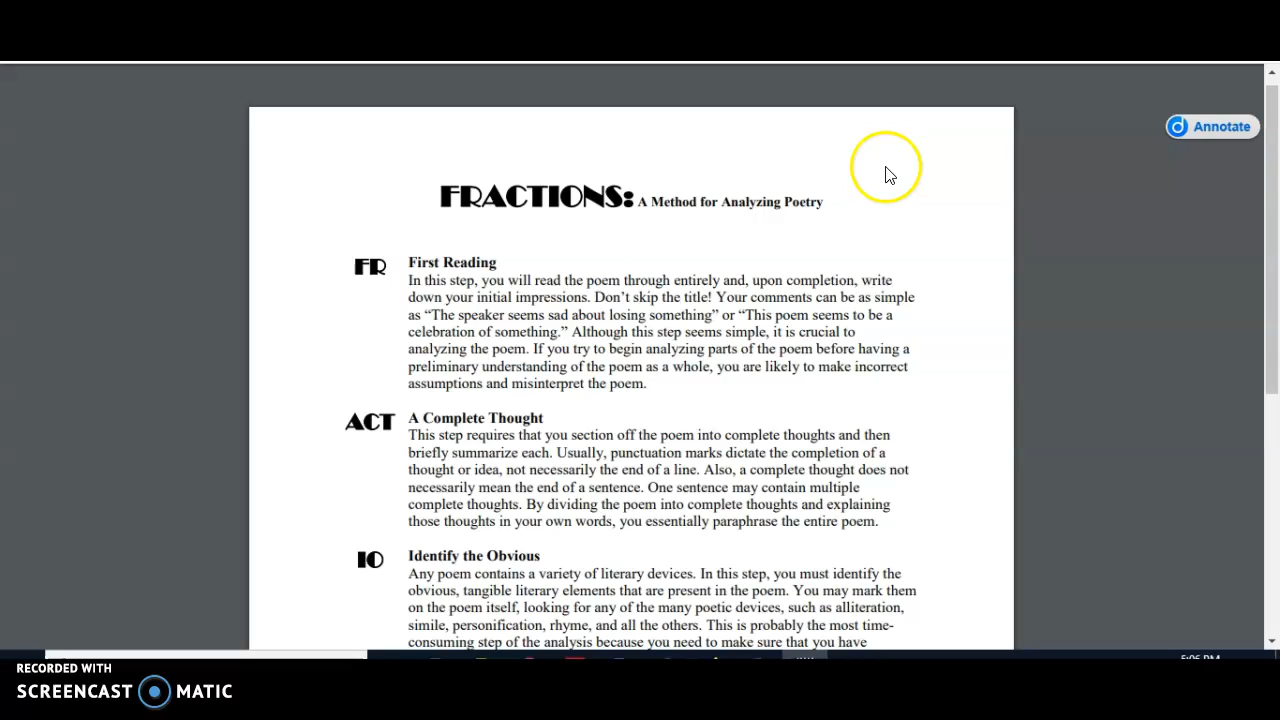 Annotate
FRACTIONS: A Method for Analyzing Poetry
FR First Reading
In this step, you will read the poem through entirely and, upon completion, write
down your initial impressions. Don't skip the title! Your comments can be as simple
as “The speaker seems sad about losing something” or “This poem seems to be a
celebration of something.” Although this step seems simple, it is crucial to
analyzing the poem. If you try to begin analyzing parts of the poem before having a
preliminary understanding of the poem as a whole, you are likely to make incorrect
assumptions and misinterpret the poem.
ACT A Complete Thought
This step requires that you section off the poem into complete thoughts and then
briefly summarize each. Usually, punctuation marks dictate the completion of a
thought or idea, not necessarily the end of a line. Also, a complete thought does not
necessarily mean the end of a sentence. One sentence may contain multiple
complete thoughts. By dividing the poem into complete thoughts and explaining
those thoughts in your own words, you essentially paraphrase the entire poem.
IO Identify the Obvious
Any poem contains a variety of literary devices. In this step, you must identify the
obvious, tangible literary elements that are present in the poem. You may mark them
on the poem itself, looking for any of the many poetic devices, such as alliteration,
simile, personification, rhyme, and all the others. This is probably the most time-
consuming step of the analysis because you need to make sure that you have
5:06 PM
RECORDED WITH
SCREENCAST MATIC